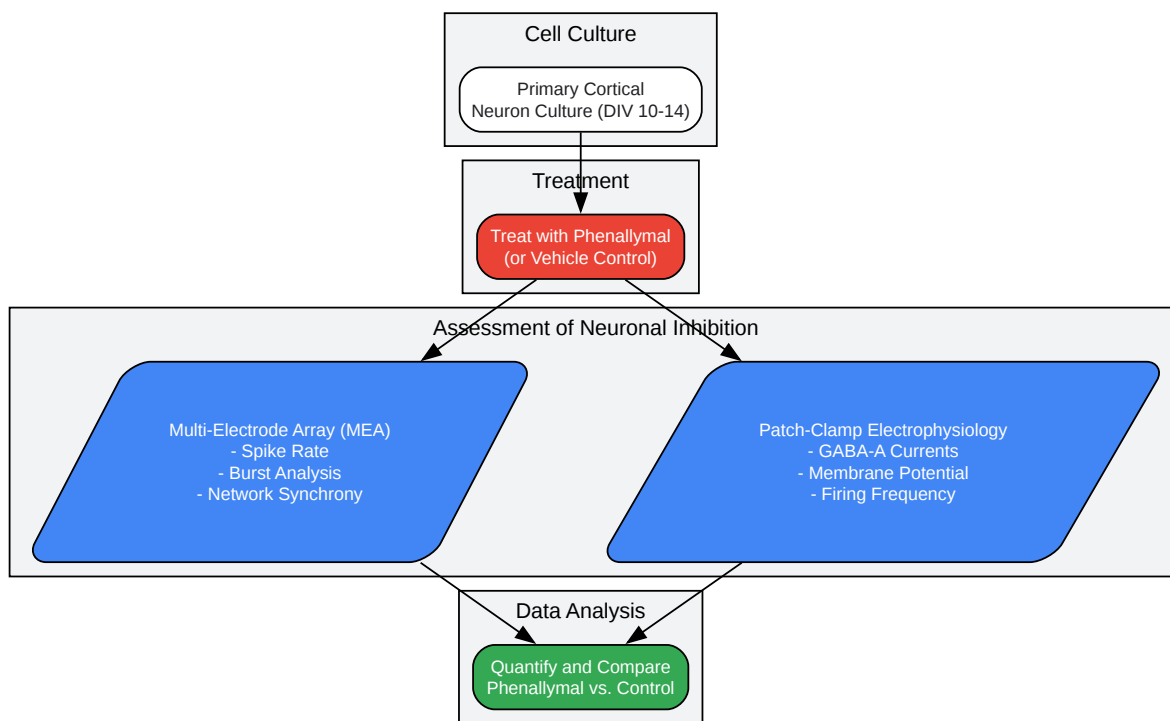 Cell Culture
Primary Cortical
Neuron Culture (DIV 10-14)
Treatment
Treat with Phenallymal
(or Vehicle Control)
Assessment of Neuronal Inhibition
Multi-Electrode Array (MEA)
- Spike Rate
- Burst Analysis
- Network Synchrony
Patch-Clamp Electrophysiology
- GABA-A Currents
- Membrane Potential
- Firing Frequency
Data Analysis
Quantify and Compare
Phenallymal vs. Control